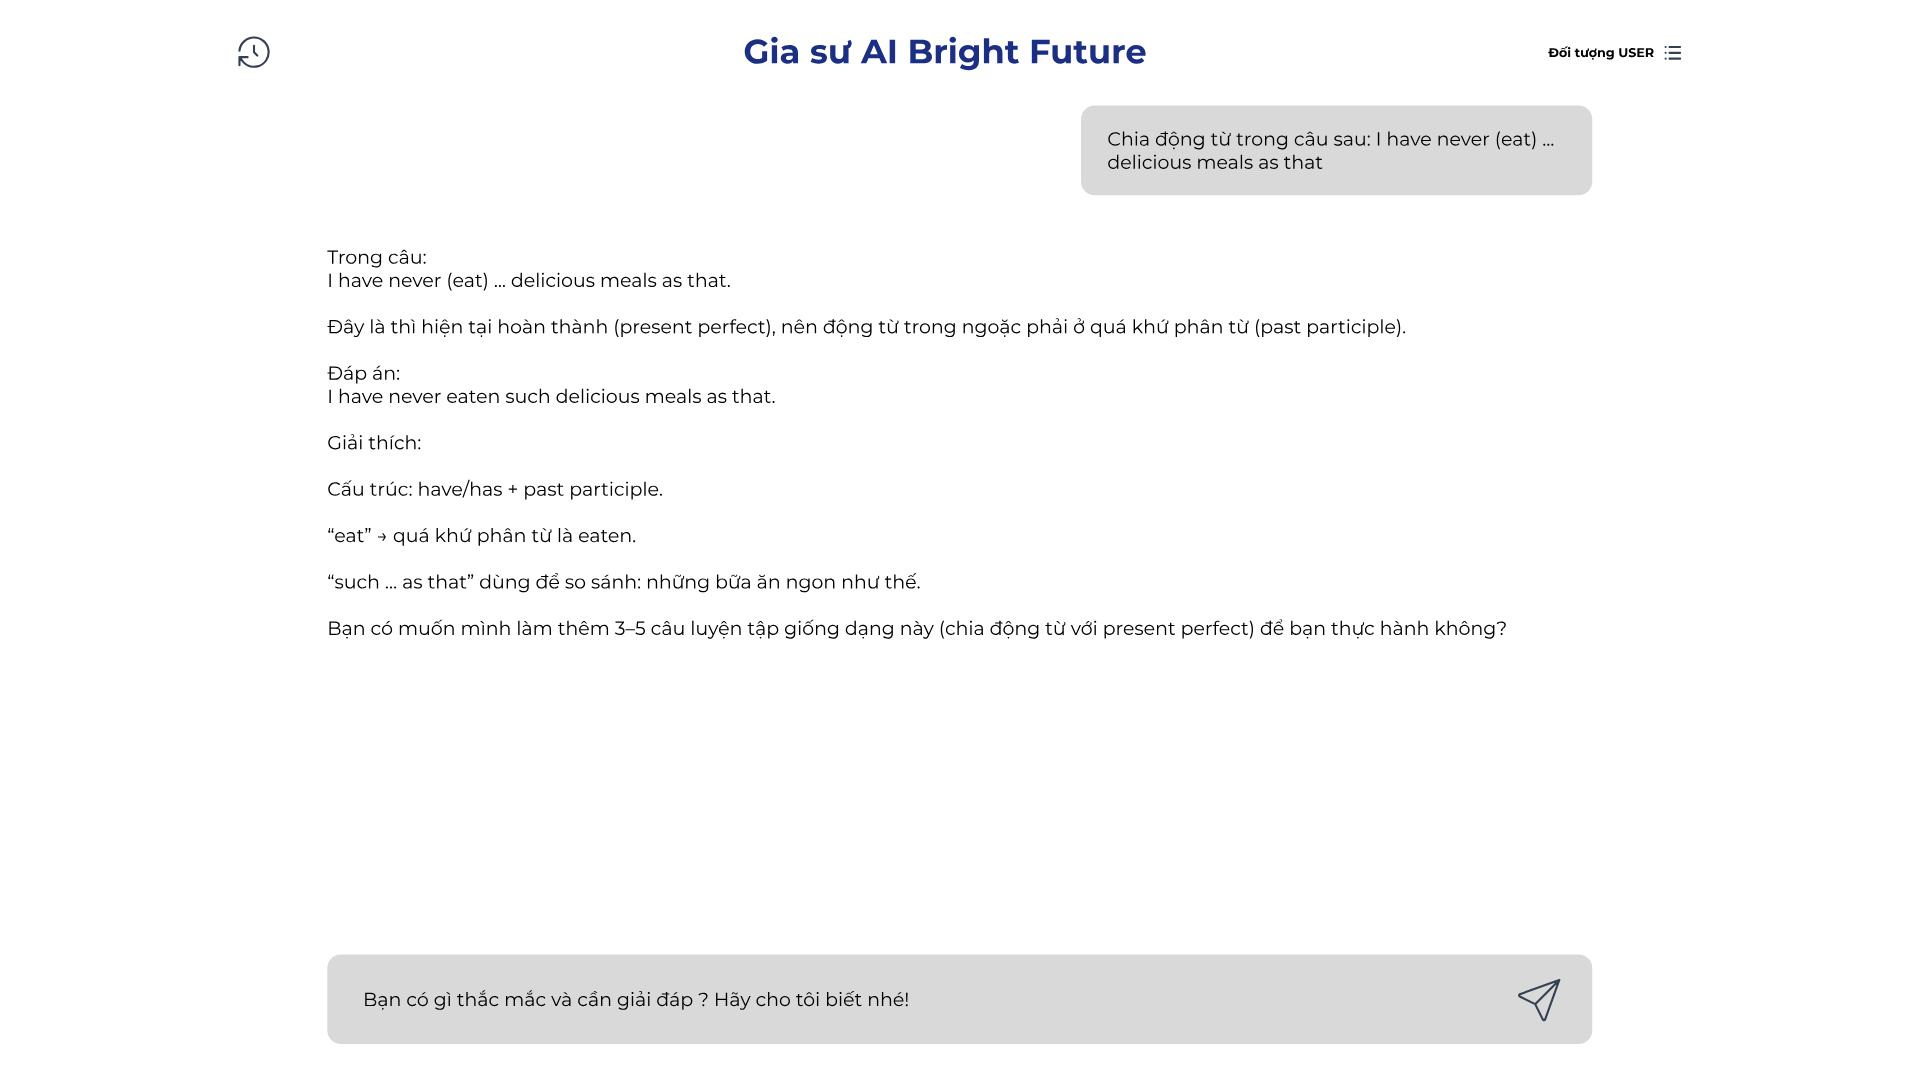 Gia sư AI Bright Future
Đối tượng USER
Chia động từ trong câu sau: I have never (eat) ...
delicious meals as that
Trong câu:
I have never (eat) ... delicious meals as that.
Đây là thì hiện tại hoàn thành (present perfect), nên động từ trong ngoặc phải ở quá khứ phân từ (past participle).
Đáp án:
I have never eaten such delicious meals as that.
Giải thích:
Cấu trúc: have/has + past participle.
“eat” → quá khứ phân từ là eaten.
“such ... as that” dùng để so sánh: những bữa ăn ngon như thế.
Bạn có muốn mình làm thêm 3–5 câu luyện tập giống dạng này (chia động từ với present perfect) để bạn thực hành không?
Bạn có gì thắc mắc và cần giải đáp ? Hãy cho tôi biết nhé!